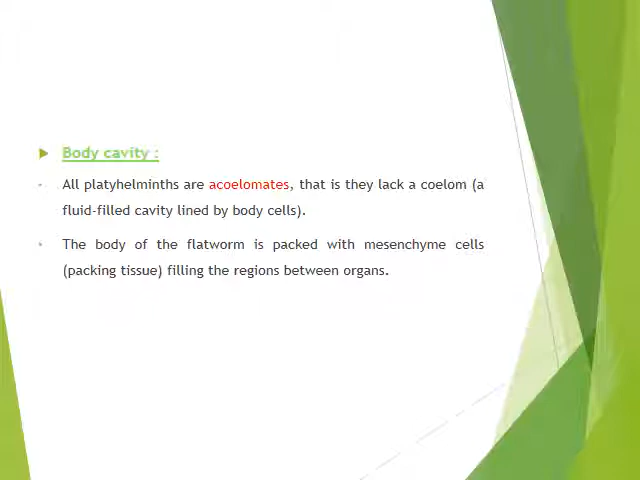 Body cavity :
- All platyhelminths are acoelomates, that is they lack a coelom (a
fluid-filled cavity lined by body cells).
The body of the flatworm is packed with mesenchyme cells
(packing tissue) filling the regions between organs.